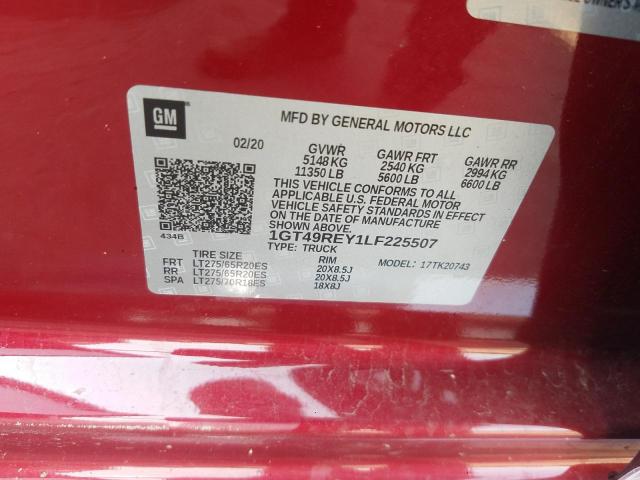 GM
02/20
MFD BY GENERAL MOTORS LLC
GVWR GAWR FRT GAWR RR
5148 KG 2540 KG 2994 KG
11350 LB 5600 LB 6600 LB
THIS VEHICLE CONFORMS TO ALL
APPLICABLE U.S. FEDERAL MOTOR
VEHICLE SAFETY STANDARDS IN EFFECT
ON THE DATE OF MANUFACTURE
SHOWN ABOVE.
1GT49REY1LF225507
TYPE: TRUCK
434B
MODEL: 17TK20743
TIRE SIZE RIM
FRT LT275/65R20ES 20X8.5J
RR LT275/65R20ES 20X8.5J
SPA LT275/70R18ES 18X8J